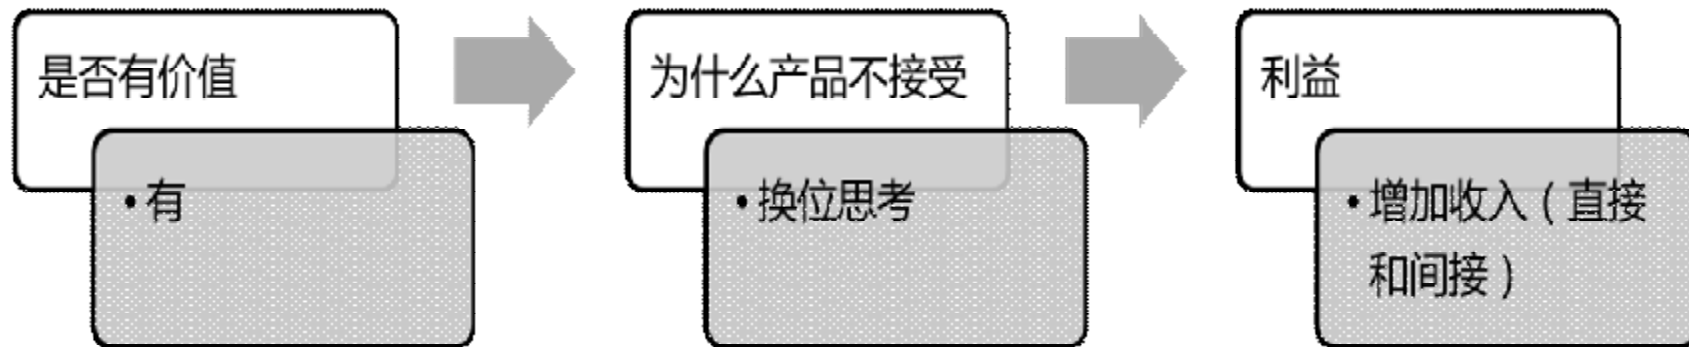 是否有价值
• 有
为什么产品不接受
• 换位思考
利益
• 增加收入（直接
和间接）